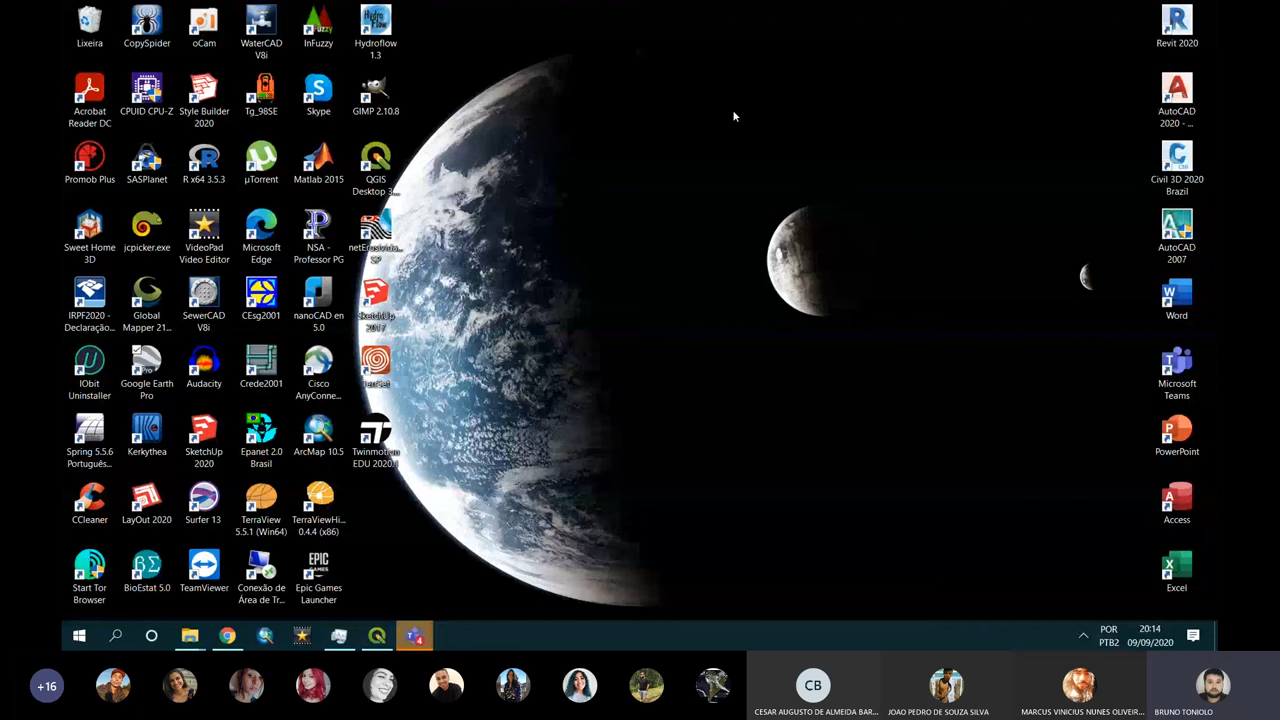 Lixeira
CopySpider
oCam
WaterCAD
V8i
InFuzzy
Hydroflow
1.3
Revit 2020
Acrobat
Reader DC
CPUID CPU-Z
Style Builder
2020
Tg_98SE
Skype
GIMP 2.10.8
AutoCAD
2020 - ...
Promob Plus
SASPlanet
R x64 3.5.3
µTorrent
Matlab 2015
QGIS
Desktop 3....
Civil 3D 2020
Brazil
Sweet Home
3D
jcpicker.exe
VideoPad
Video Editor
Microsoft
Edge
NSA -
Professor PG
AutoCAD
2007
IRPF2020 -
Declaração...
Global
Mapper 21...
SewerCAD
V8i
CEsg2001
nanoCAD en
5.0
SketchUp
2017
Word
IObit
Uninstaller
Google Earth
Pro
Audacity
Crede2001
Cisco
AnyConne...
Microsoft
Teams
Spring 5.5.6
Português...
Kerkythea
SketchUp
2020
Epanet 2.0
Brasil
ArcMap 10.5
Twinmotion
EDU 2020.1
PowerPoint
CCleaner
LayOut 2020
Surfer 13
TerraView
5.5.1 (Win64)
TerraViewHi...
0.4.4 (x86)
Access
Start Tor
Browser
BioEstat 5.0
TeamViewer
Conexão de
Área de Tr...
Epic Games
Launcher
Excel
POR
PTB2
20:14
09/09/2020
+16
CB
CESAR AUGUSTO DE ALMEIDA BAR...
JOAO PEDRO DE SOUZA SILVA
MARCUS VINICIUS NUNES OLIVEIR...
BRUNO TONIOLO